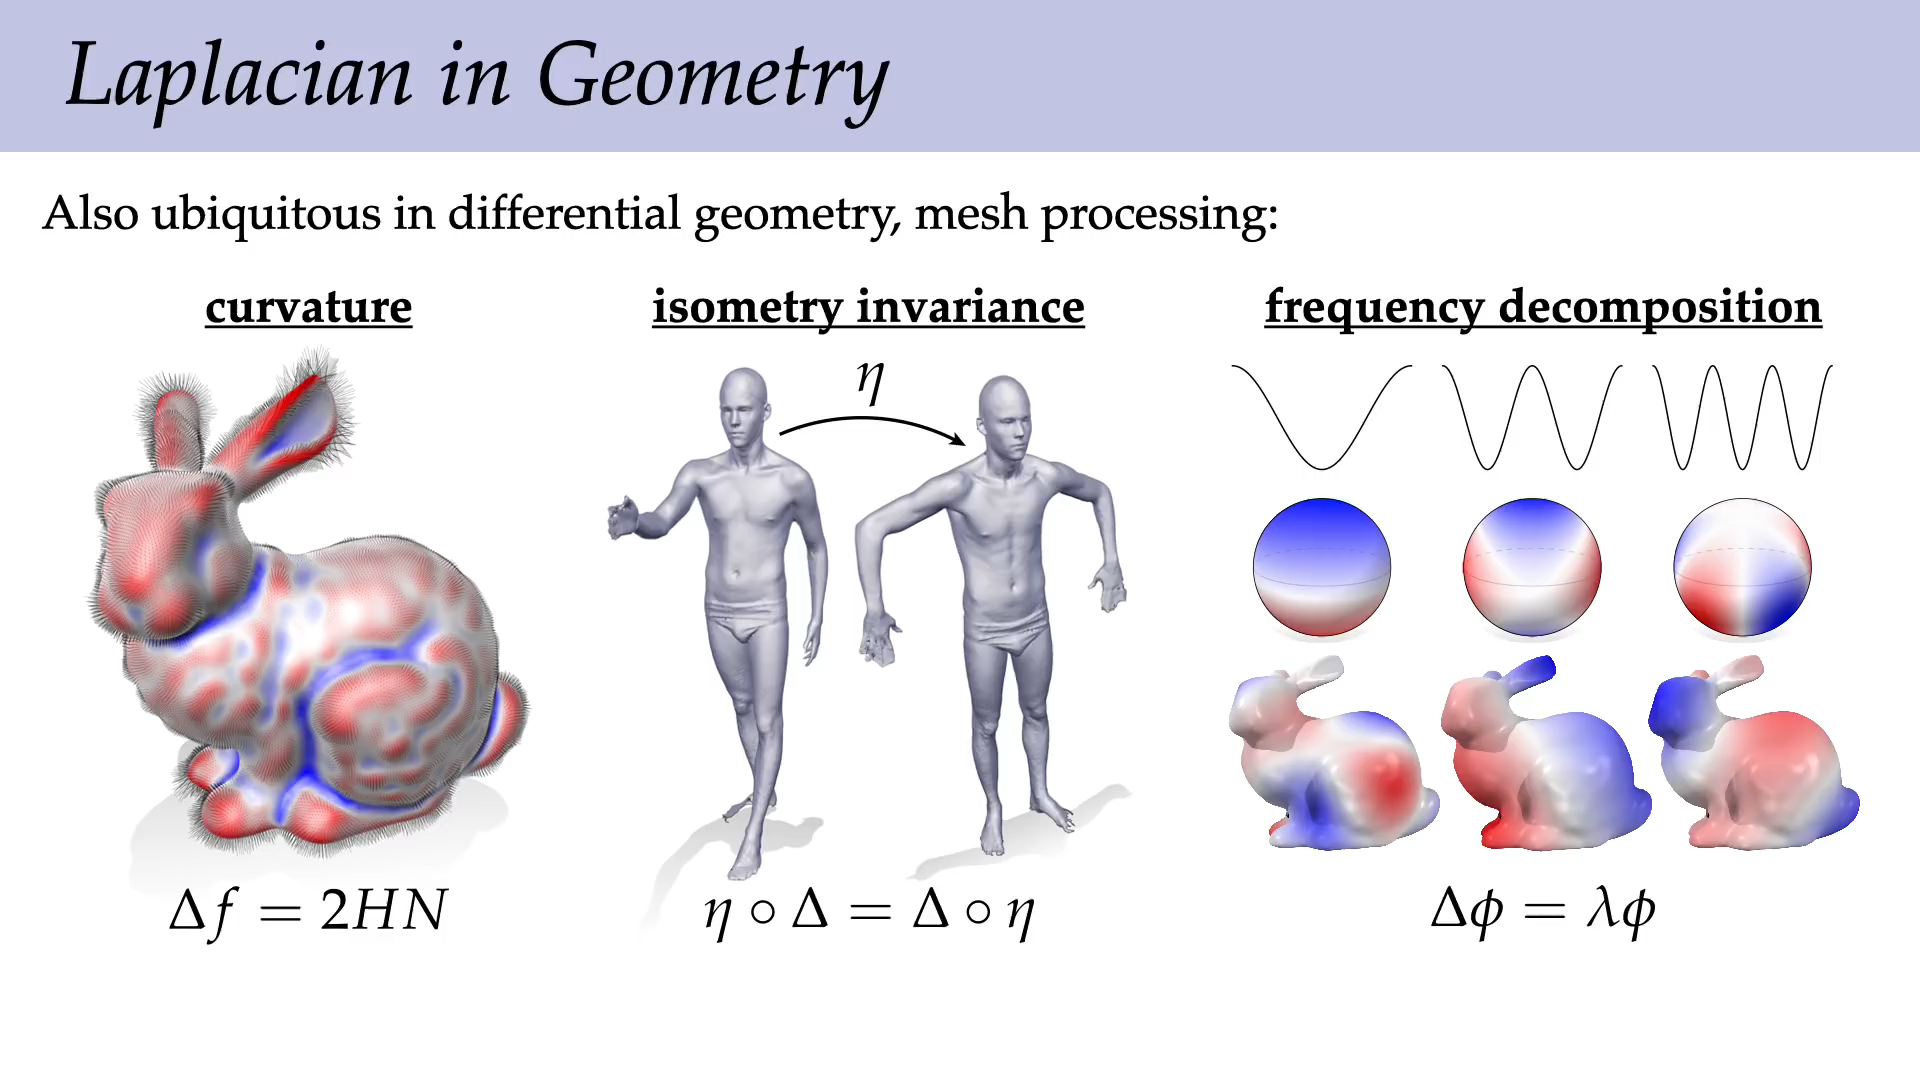 Laplacian in Geometry
Also ubiquitous in differential geometry, mesh processing:
curvature
isometry invariance
frequency decomposition
η
Δf = 2HN
η ∘ Δ = Δ ∘ η
Δϕ = λϕ